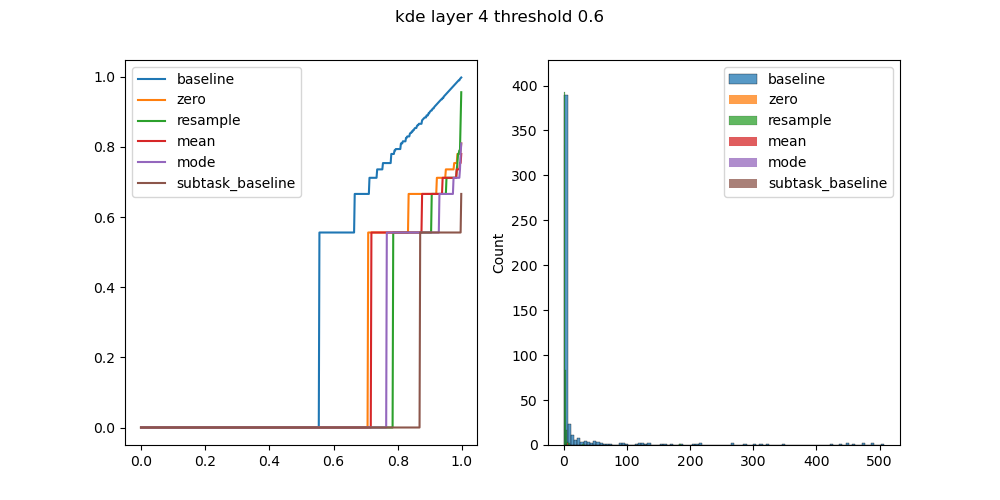 kde layer 4 threshold 0.6
1.0
0.8
0.6
0.4
0.2
0.0
0.0 0.2 0.4 0.6 0.8 1.0
baseline
zero
resample
mean
mode
subtask_baseline
Count
400
350
300
250
200
150
100
50
0
0 100 200 300 400 500
baseline
zero
resample
mean
mode
subtask_baseline